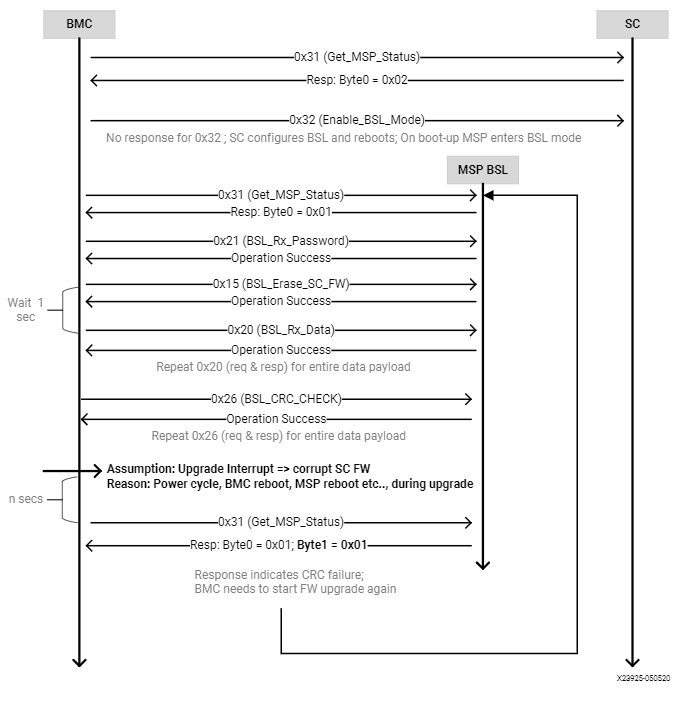 BMC
SC
0x31 (Get_MSP_Status)
Resp: Byte0 = 0x02
0x32 (Enable_BSL_Mode)
No response for 0x32 ; SC configures BSL and reboots; On boot-up MSP enters BSL mode
MSP BSL
0x31 (Get_MSP_Status)
Resp: Byte0 = 0x01
0x21 (BSL_Rx_Password)
Operation Success
0x15 (BSL_Erase_SC_FW)
Operation Success
Wait 1
sec
0x20 (BSL_Rx_Data)
Operation Success
Repeat 0x20 (req & resp) for entire data payload
0x26 (BSL_CRC_CHECK)
Operation Success
Repeat 0x26 (req & resp) for entire data payload
Assumption: Upgrade Interrupt => corrupt SC FW
Reason: Power cycle, BMC reboot, MSP reboot etc.., during upgrade
n secs
0x31 (Get_MSP_Status)
Resp: Byte0 = 0x01; Byte1 = 0x01
Response indicates CRC failure;
BMC needs to start FW upgrade again
X23925-050520